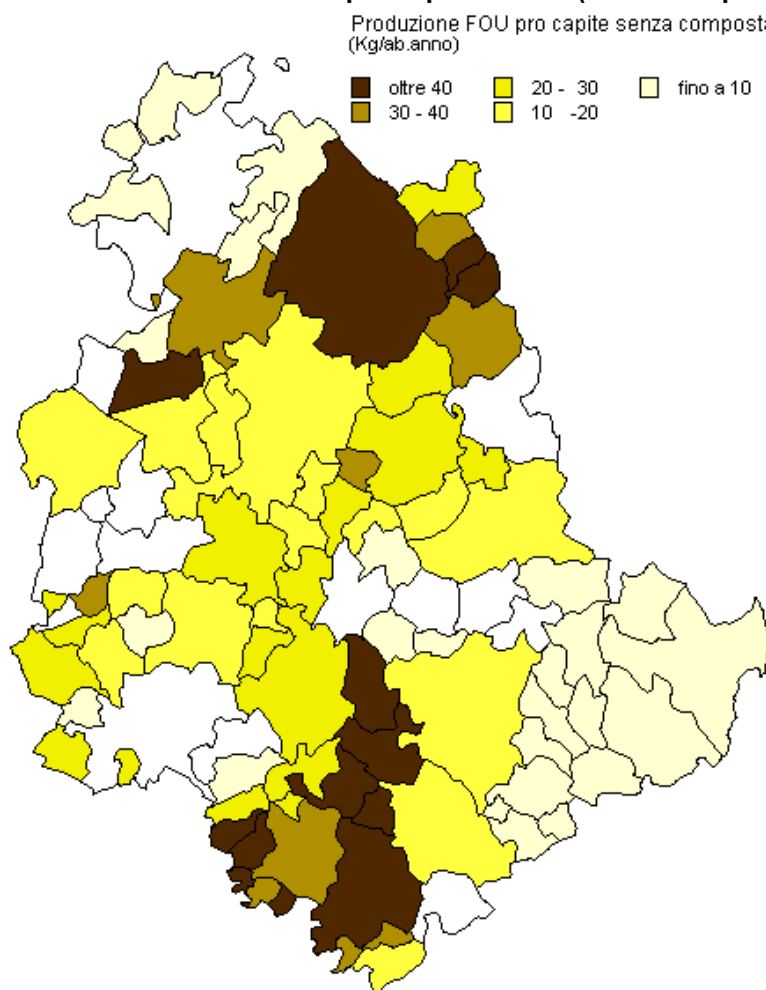 Produzione FOU pro capite senza composta
(Kg/ab.anno)
oltre 40 20 - 30 fino a 10
30 - 40 10 -20